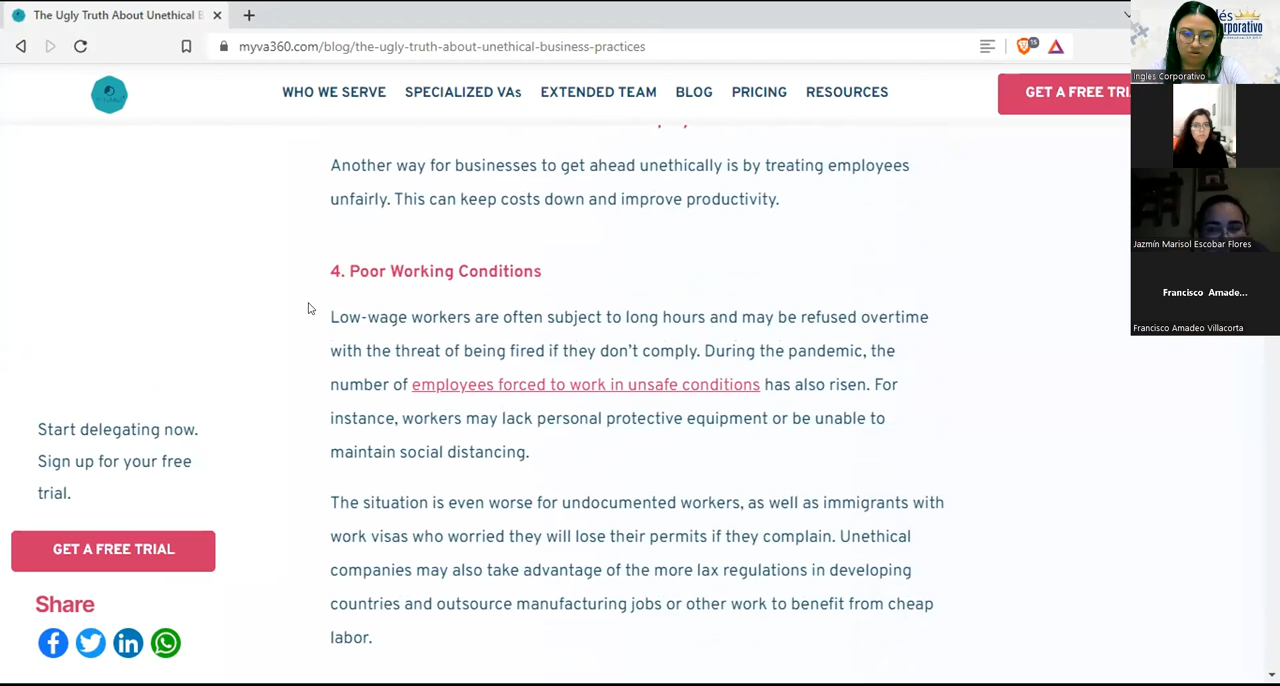 The Ugly Truth About Unethical B
myva360.com/blog/the-ugly-truth-about-unethical-business-practices
15
WHO WE SERVE SPECIALIZED VAs EXTENDED TEAM BLOG PRICING RESOURCES
GET A FREE TRI
Another way for businesses to get ahead unethically is by treating employees
unfairly. This can keep costs down and improve productivity.
4. Poor Working Conditions
Low-wage workers are often subject to long hours and may be refused overtime
with the threat of being fired if they don't comply. During the pandemic, the
number of employees forced to work in unsafe conditions has also risen. For
instance, workers may lack personal protective equipment or be unable to
maintain social distancing.
The situation is even worse for undocumented workers, as well as immigrants with
work visas who worried they will lose their permits if they complain. Unethical
companies may also take advantage of the more lax regulations in developing
countries and outsource manufacturing jobs or other work to benefit from cheap
labor.
Start delegating now.
Sign up for your free
trial.
GET A FREE TRIAL
Share
és
rporativo
Ingles Corporativo
Jazmín Marisol Escobar Flores
Francisco Amade...
Francisco Amadeo Villacorta